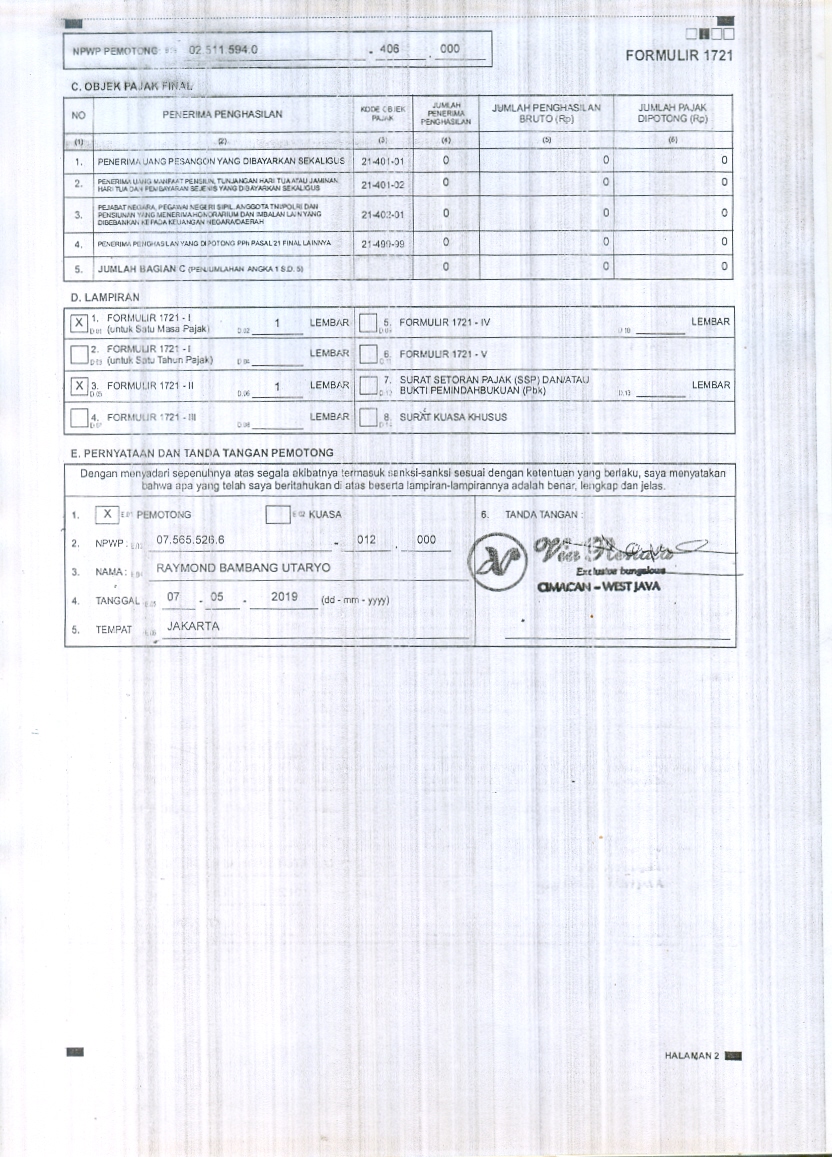 NPWP PEMOTONG : 02.511.594.0 - 406 . 000
FORMULIR 1721
C. OBJEK PAJAK FINAL
NO PENERIMA PENGHASILAN KODE OBJEK PAJAK JUMLAH PENERIMA PENGHASILAN JUMLAH PENGHASILAN BRUTO (Rp) JUMLAH PAJAK DIPOTONG (Rp)
(1) (2) (3) (4) (5) (6)
1. PENERIMA UANG PESANGON YANG DIBAYARKAN SEKALIGUS 21-401-01 0 0 0
2. PENERIMA UANG MANFAAT PENSIUN, TUNJANGAN HARI TUA ATAU JAMINAN
HARI TUA DAN PEMBAYARAN SEJENIS YANG DIBAYARKAN SEKALIGUS 21-401-02 0 0 0
3. PEJABAT NEGARA, PEGAWAI NEGERI SIPIL, ANGGOTA TNI/POLRI DAN
PENSIUNAN YANG MENERIMA HONORARIUM DAN IMBALAN LAIN YANG
DIBEBANKAN KEPADA KEUANGAN NEGARA/DAERAH 21-402-01 0 0 0
4. PENERIMA PENGHASILAN YANG DIPOTONG PPh PASAL 21 FINAL LAINNYA 21-499-99 0 0 0
5. JUMLAH BAGIAN C (PENJUMLAHAN ANGKA 1 S.D. 5) 0 0 0
D. LAMPIRAN
X 1. FORMULIR 1721 - I
D.01 (untuk Satu Masa Pajak) D.02 1 LEMBAR
5. FORMULIR 1721 - IV D.10 LEMBAR
2. FORMULIR 1721 - I
D.03 (untuk Satu Tahun Pajak) D.04 LEMBAR
6. FORMULIR 1721 - V
X 3. FORMULIR 1721 - II
D.05 D.06 1 LEMBAR
7. SURAT SETORAN PAJAK (SSP) DAN/ATAU
D.12 BUKTI PEMINDAHBUKUAN (Pbk) D.13 LEMBAR
4. FORMULIR 1721 - III
D.07 D.08 LEMBAR
8. SURAT KUASA KHUSUS
E. PERNYATAAN DAN TANDA TANGAN PEMOTONG
Dengan menyadari sepenuhnya atas segala akibatnya termasuk sanksi-sanksi sesuai dengan ketentuan yang berlaku, saya menyatakan
bahwa apa yang telah saya beritahukan di atas beserta lampiran-lampirannya adalah benar, lengkap dan jelas.
1. X E.01 PEMOTONG E.02 KUASA
2. NPWP : E.03 07.565.526.6 - 012 . 000
3. NAMA : E.04 RAYMOND BAMBANG UTARYO
4. TANGGAL E.05 07 - 05 - 2019 (dd - mm - yyyy)
5. TEMPAT E.06 JAKARTA
6. TANDA TANGAN :
Exclusive bungalows
CIMACAN - WEST JAVA
HALAMAN 2